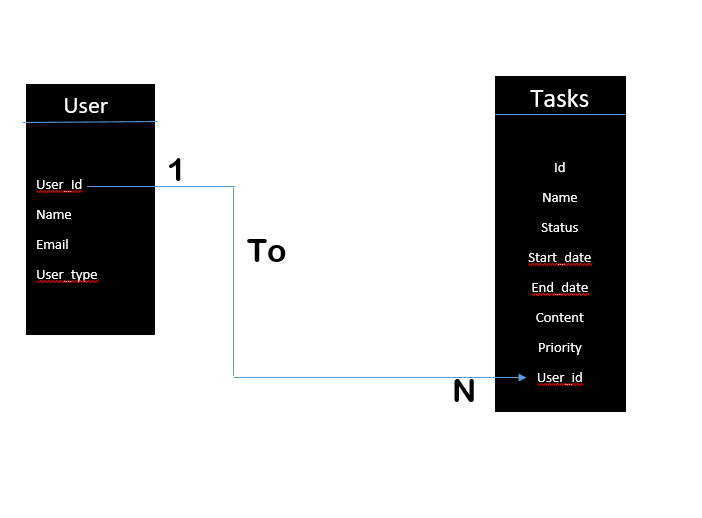 User
User_Id
Name
Email
User_type
1
To
N
Tasks
Id
Name
Status
Start_date
End_date
Content
Priority
User_id